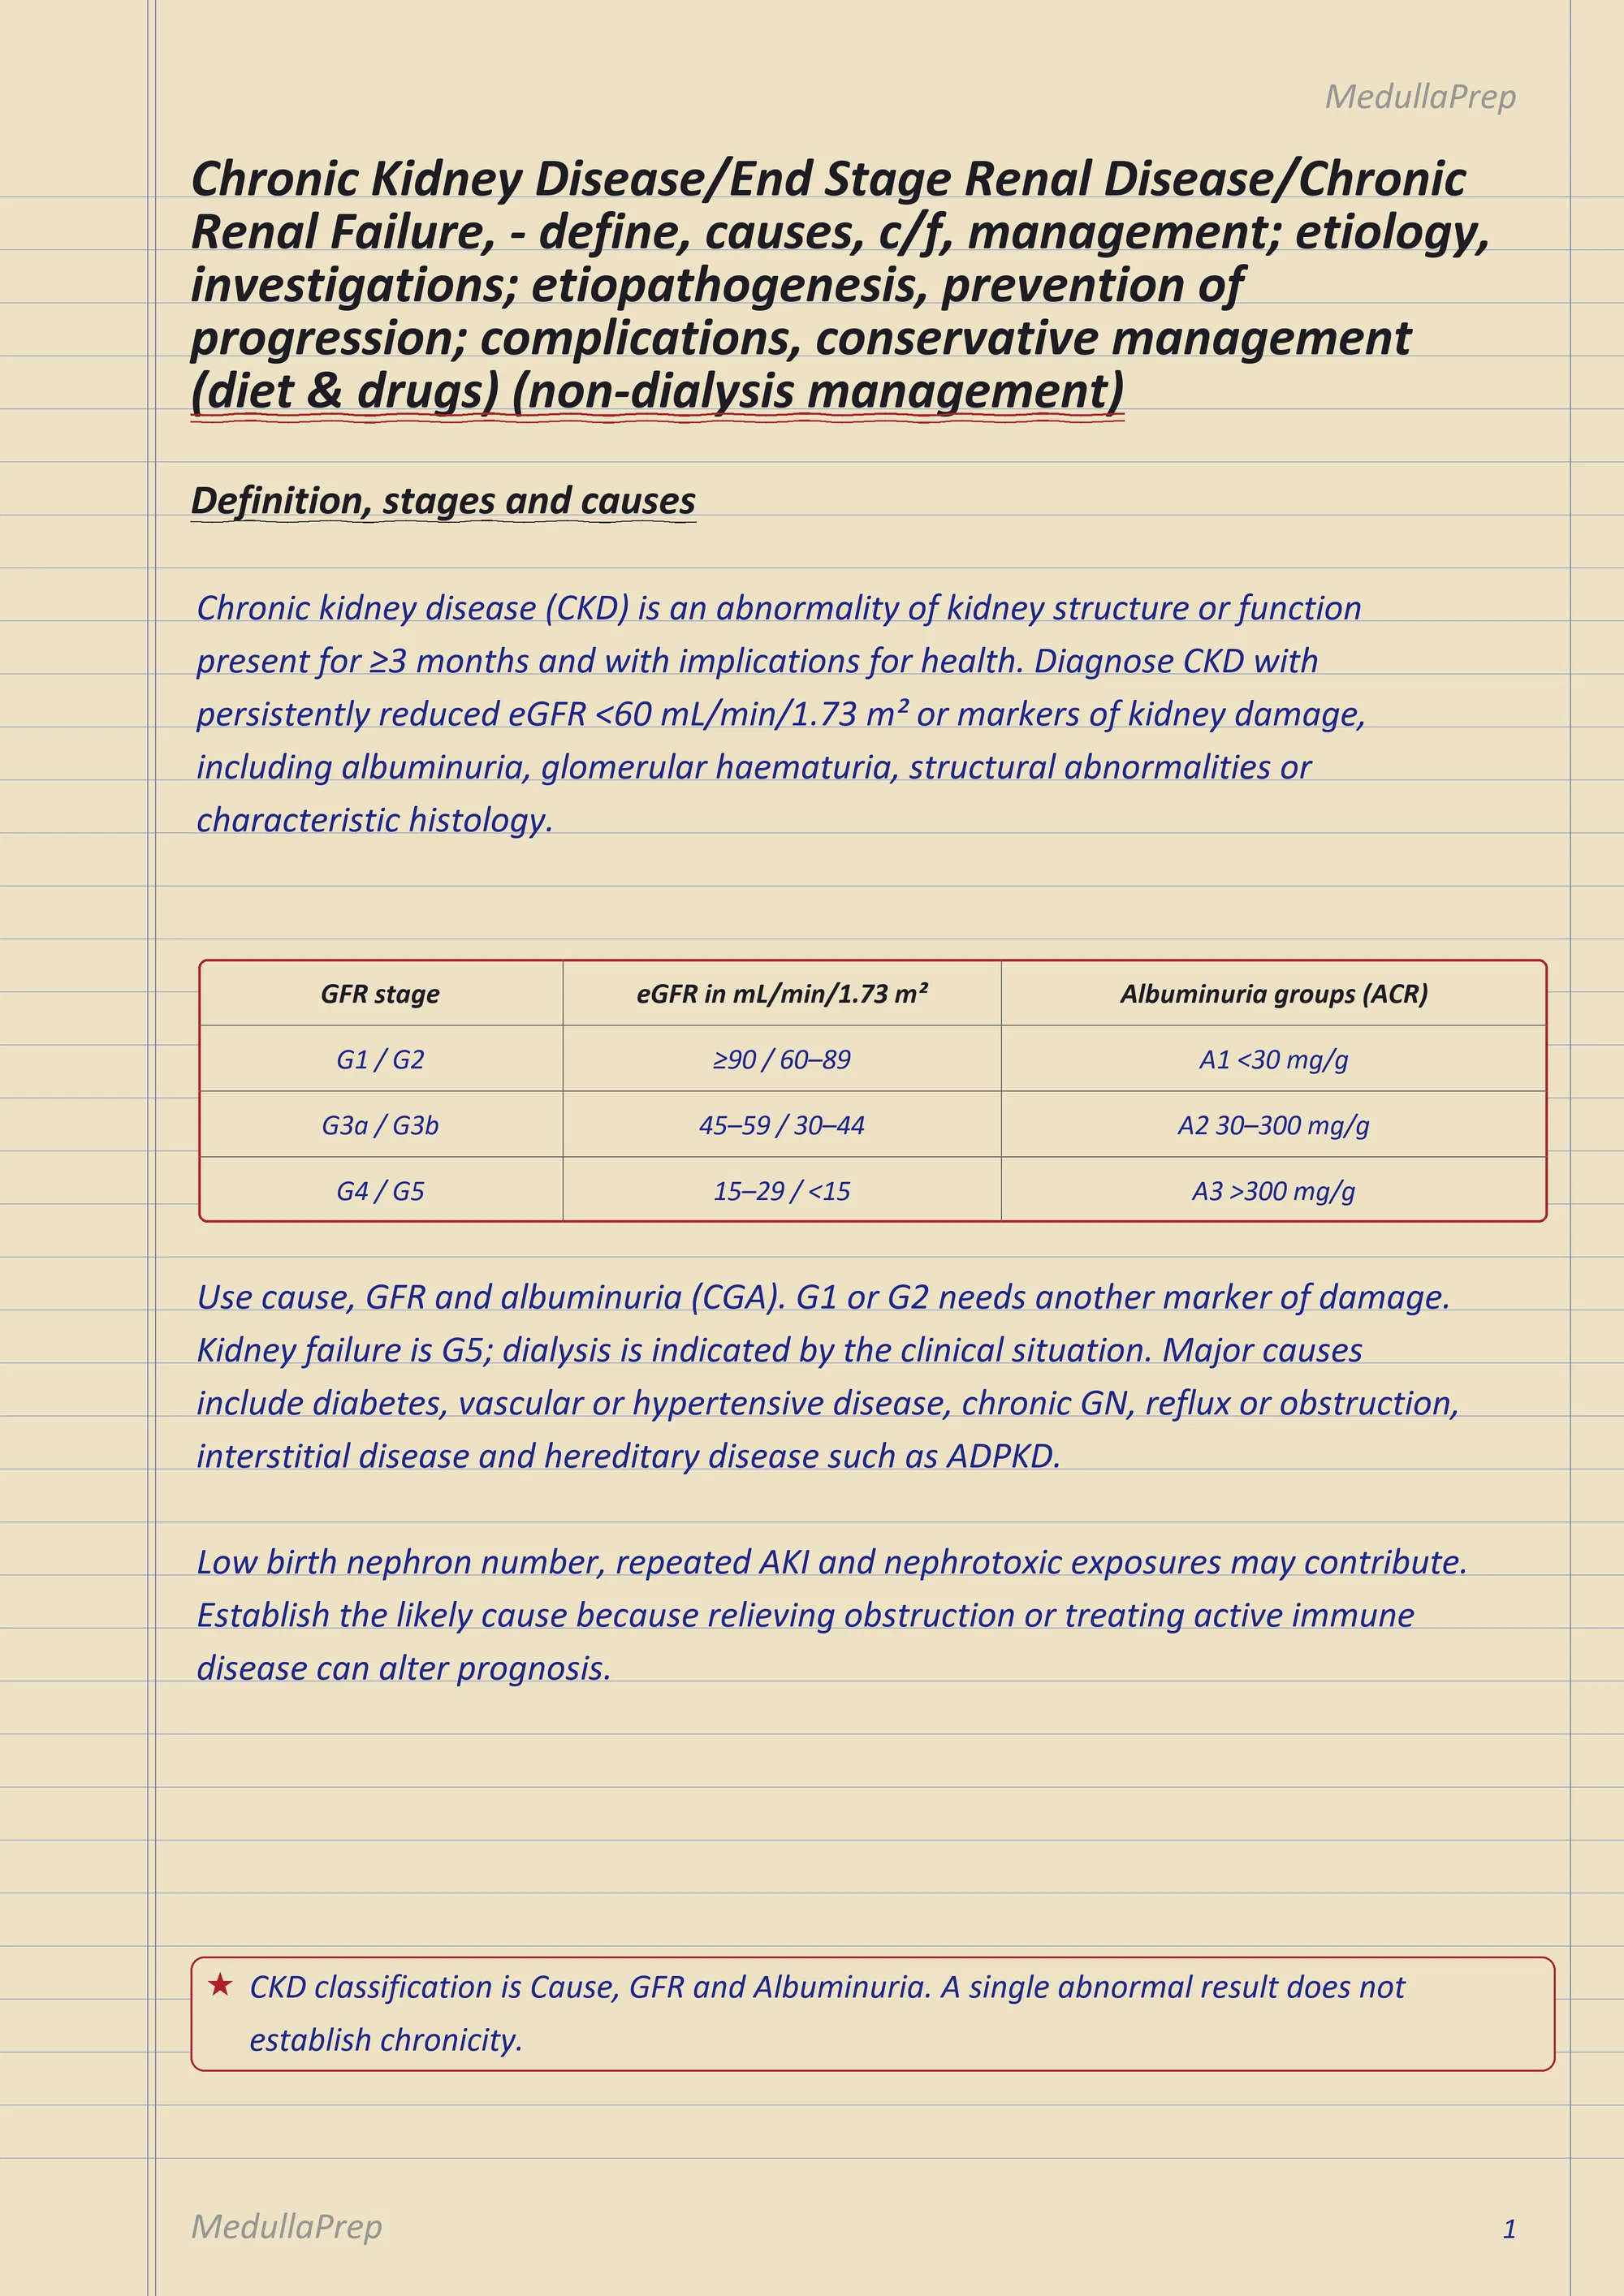 MedullaPrep
Chronic Kidney Disease/End Stage Renal Disease/Chronic
Renal Failure, - define, causes, c/f, management; etiology,
investigations; etiopathogenesis, prevention of
progression; complications, conservative management
(diet & drugs) (non-dialysis management)
Definition, stages and causes
Chronic kidney disease (CKD) is an abnormality of kidney structure or function
present for ≥3 months and with implications for health. Diagnose CKD with
persistently reduced eGFR <60 mL/min/1.73 m² or markers of kidney damage,
including albuminuria, glomerular haematuria, structural abnormalities or
characteristic histology.
GFR stage eGFR in mL/min/1.73 m² Albuminuria groups (ACR)
G1 / G2 ≥90 / 60–89 A1 <30 mg/g
G3a / G3b 45–59 / 30–44 A2 30–300 mg/g
G4 / G5 15–29 / <15 A3 >300 mg/g
Use cause, GFR and albuminuria (CGA). G1 or G2 needs another marker of damage.
Kidney failure is G5; dialysis is indicated by the clinical situation. Major causes
include diabetes, vascular or hypertensive disease, chronic GN, reflux or obstruction,
interstitial disease and hereditary disease such as ADPKD.
Low birth nephron number, repeated AKI and nephrotoxic exposures may contribute.
Establish the likely cause because relieving obstruction or treating active immune
disease can alter prognosis.
★ CKD classification is Cause, GFR and Albuminuria. A single abnormal result does not
establish chronicity.
MedullaPrep 1